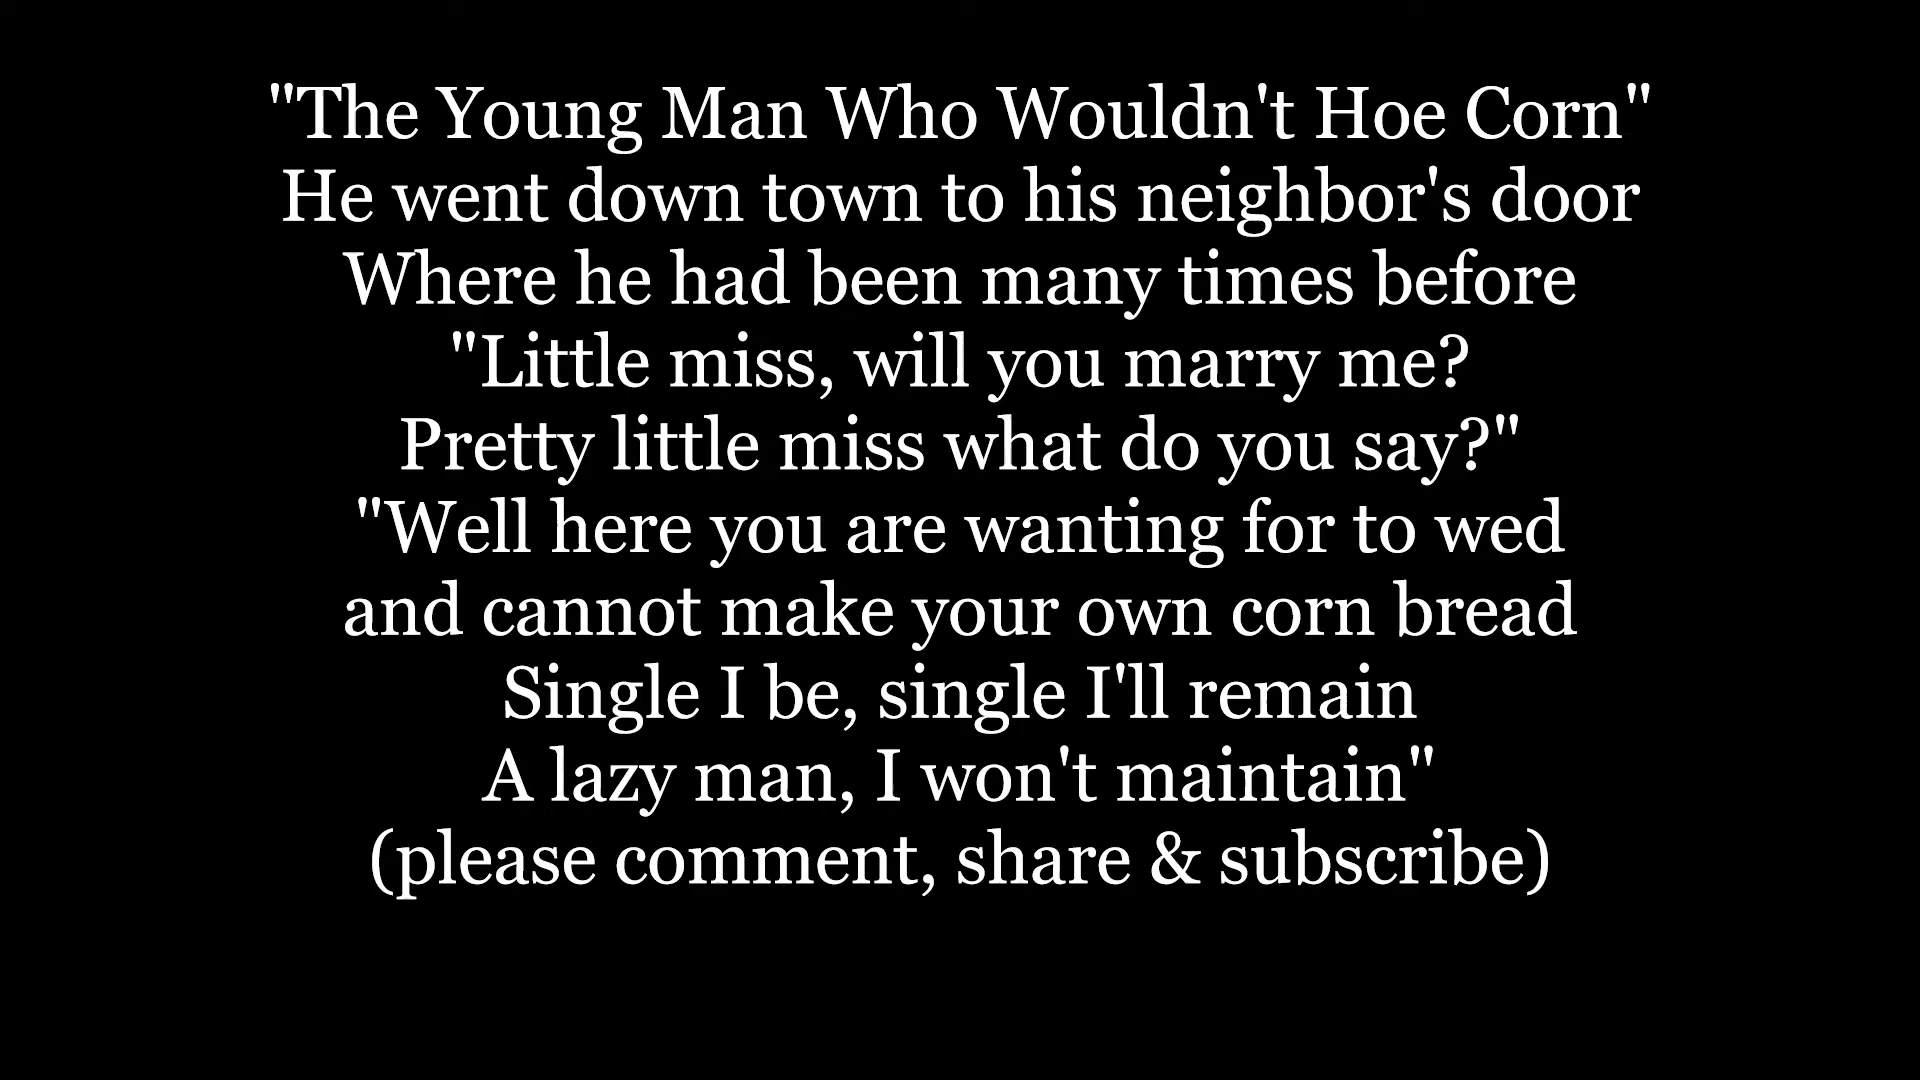 "The Young Man Who Wouldn't Hoe Corn"
He went down town to his neighbor's door
Where he had been many times before
"Little miss, will you marry me?
Pretty little miss what do you say?"
"Well here you are wanting for to wed
and cannot make your own corn bread
Single I be, single I'll remain
A lazy man, I won't maintain"
(please comment, share & subscribe)